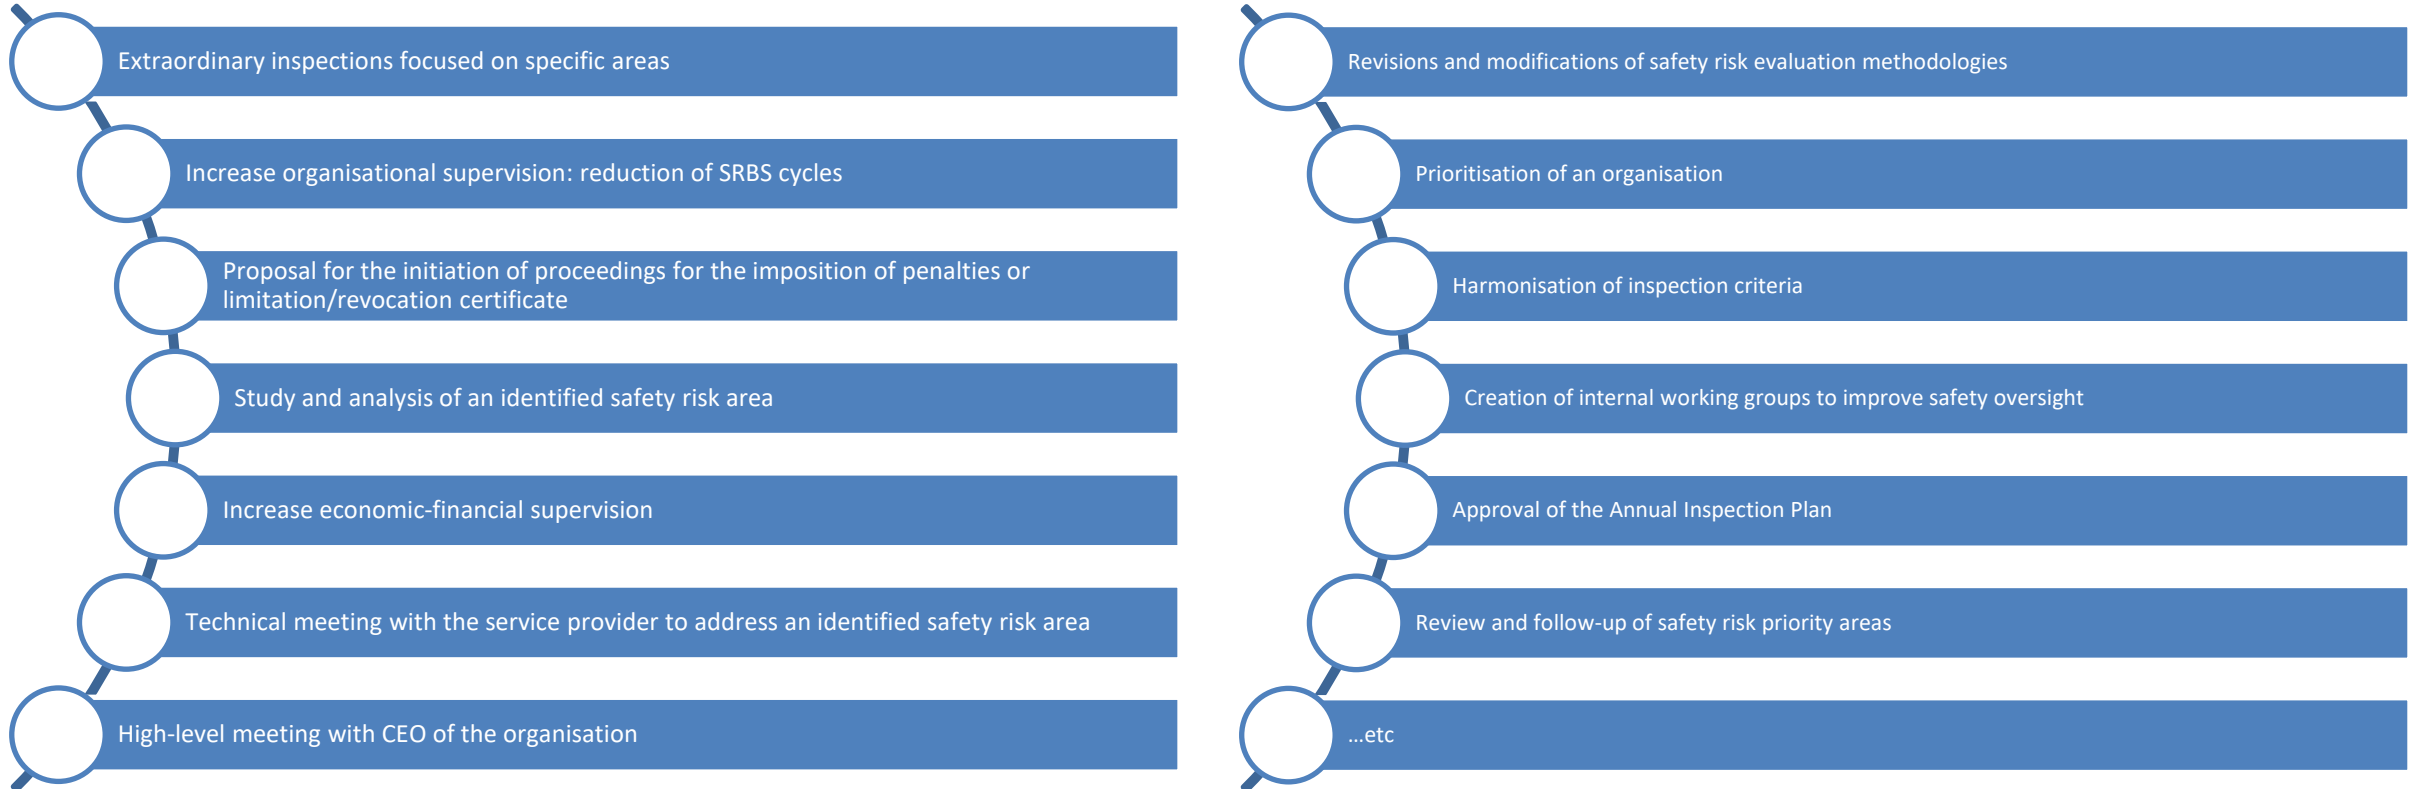 Extraordinary inspections focused on specific areas
Increase organisational supervision: reduction of SRBS cycles
Proposal for the initiation of proceedings for the imposition of penalties or
limitation/revocation certificate
Study and analysis of an identified safety risk area
Increase economic-financial supervision
Technical meeting with the service provider to address an identified safety risk area
High-level meeting with CEO of the organisation
Revisions and modifications of safety risk evaluation methodologies
Prioritisation of an organisation
Harmonisation of inspection criteria
Creation of internal working groups to improve safety oversight
Approval of the Annual Inspection Plan
Review and follow-up of safety risk priority areas
...etc